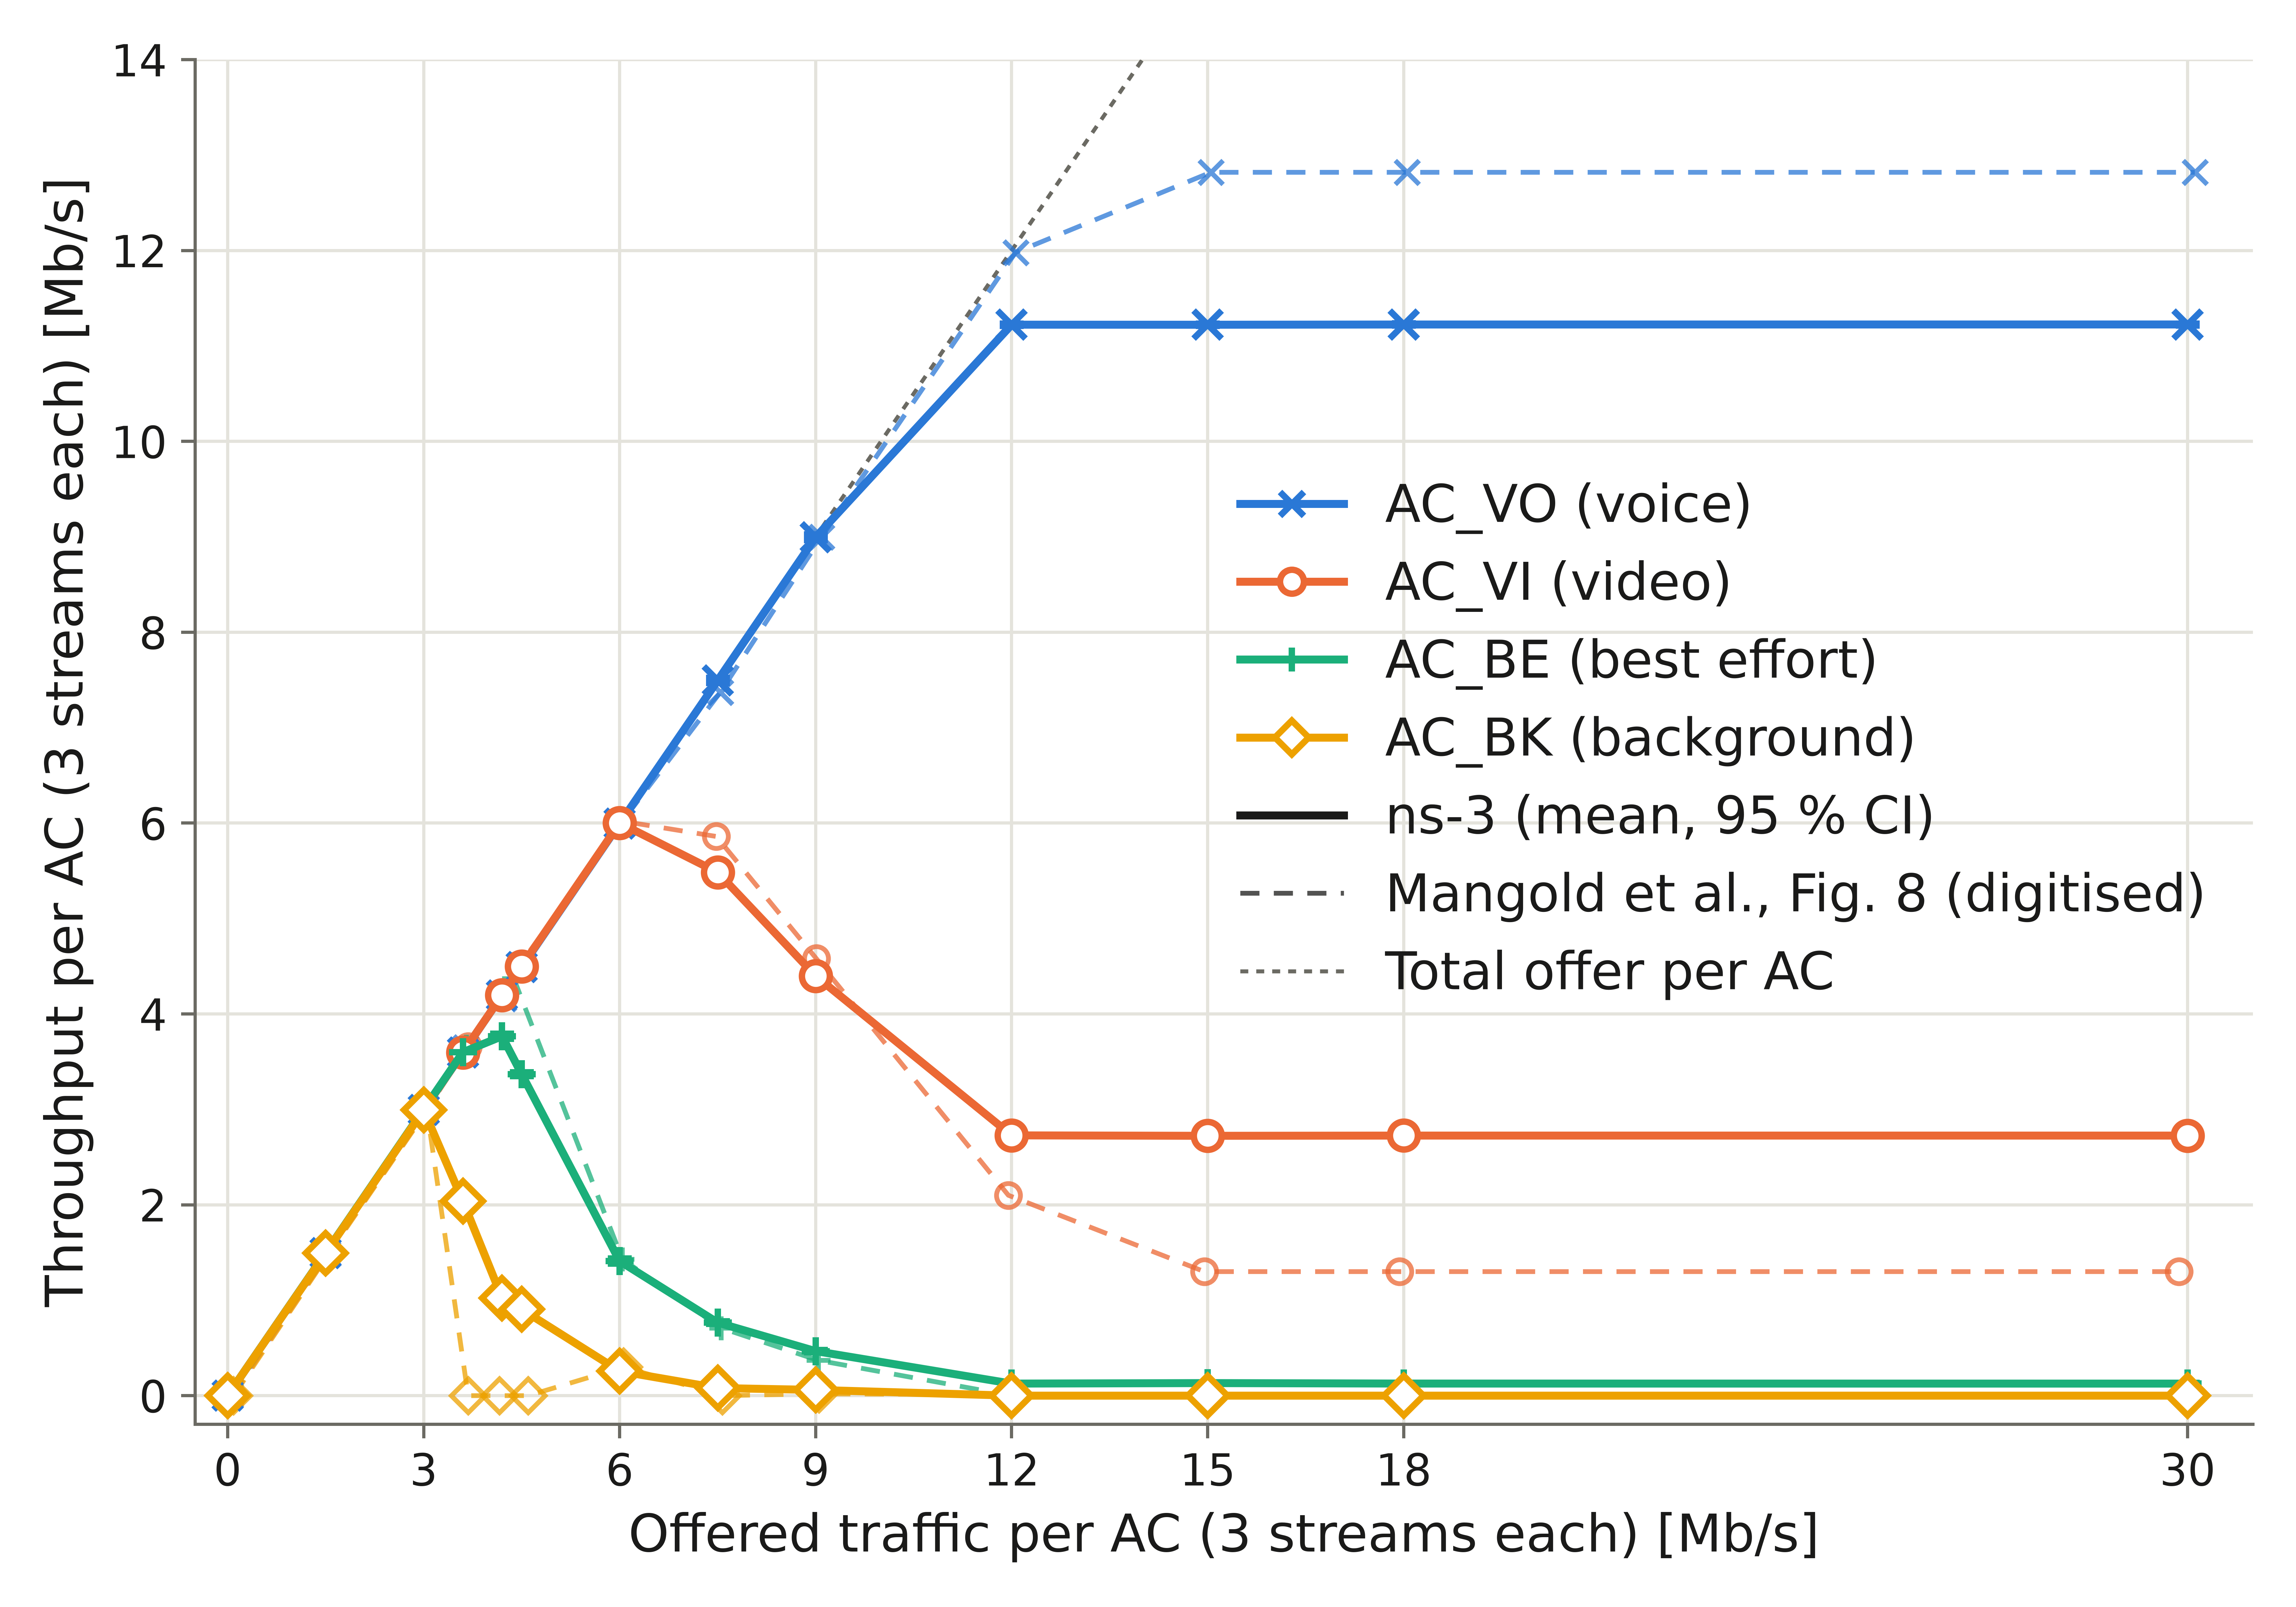 Throughput per AC (3 streams each) [Mb/s]
14
12
10
8
6
4
2
0
AC_VO (voice)
AC_VI (video)
AC_BE (best effort)
AC_BK (background)
ns-3 (mean, 95 % CI)
Mangold et al., Fig. 8 (digitised)
Total offer per AC
0 3 6 9 12 15 18 30
Offered traffic per AC (3 streams each) [Mb/s]